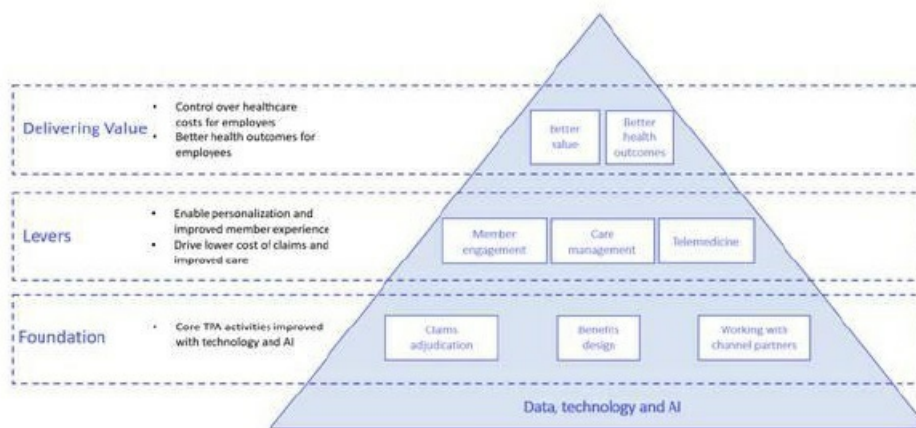 Delivering Value
• Control over healthcare
costs for employers
• Better health outcomes for
employees
Better
value
Better
health
outcomes
Levers
• Enable personalization and
improved member experience
• Drive lower cost of claims and
improved care
Member
engagement
Care
management
Telemedicine
Foundation
• Core TPA activities improved
with technology and AI
Claims
adjudication
Benefits
design
Working with
channel partners
Data, technology and AI